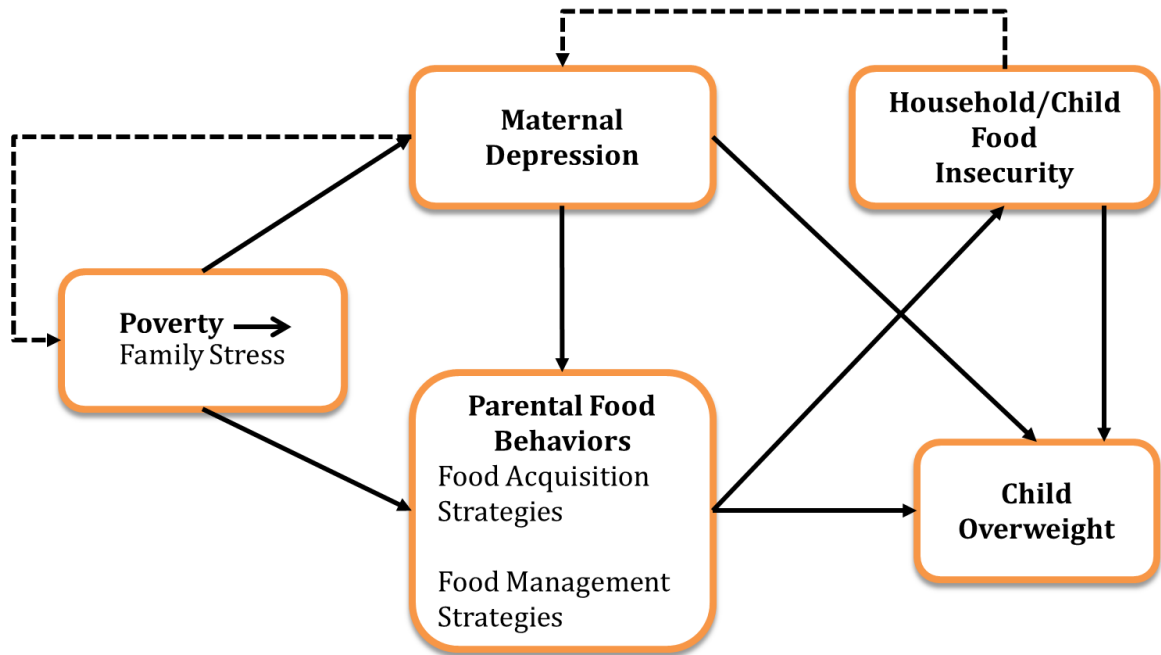 Maternal
Depression
Household/Child
Food
Insecurity
Poverty
Family Stress
Parental Food
Behaviors
Food Acquisition
Strategies
Food Management
Strategies
Child
Overweight